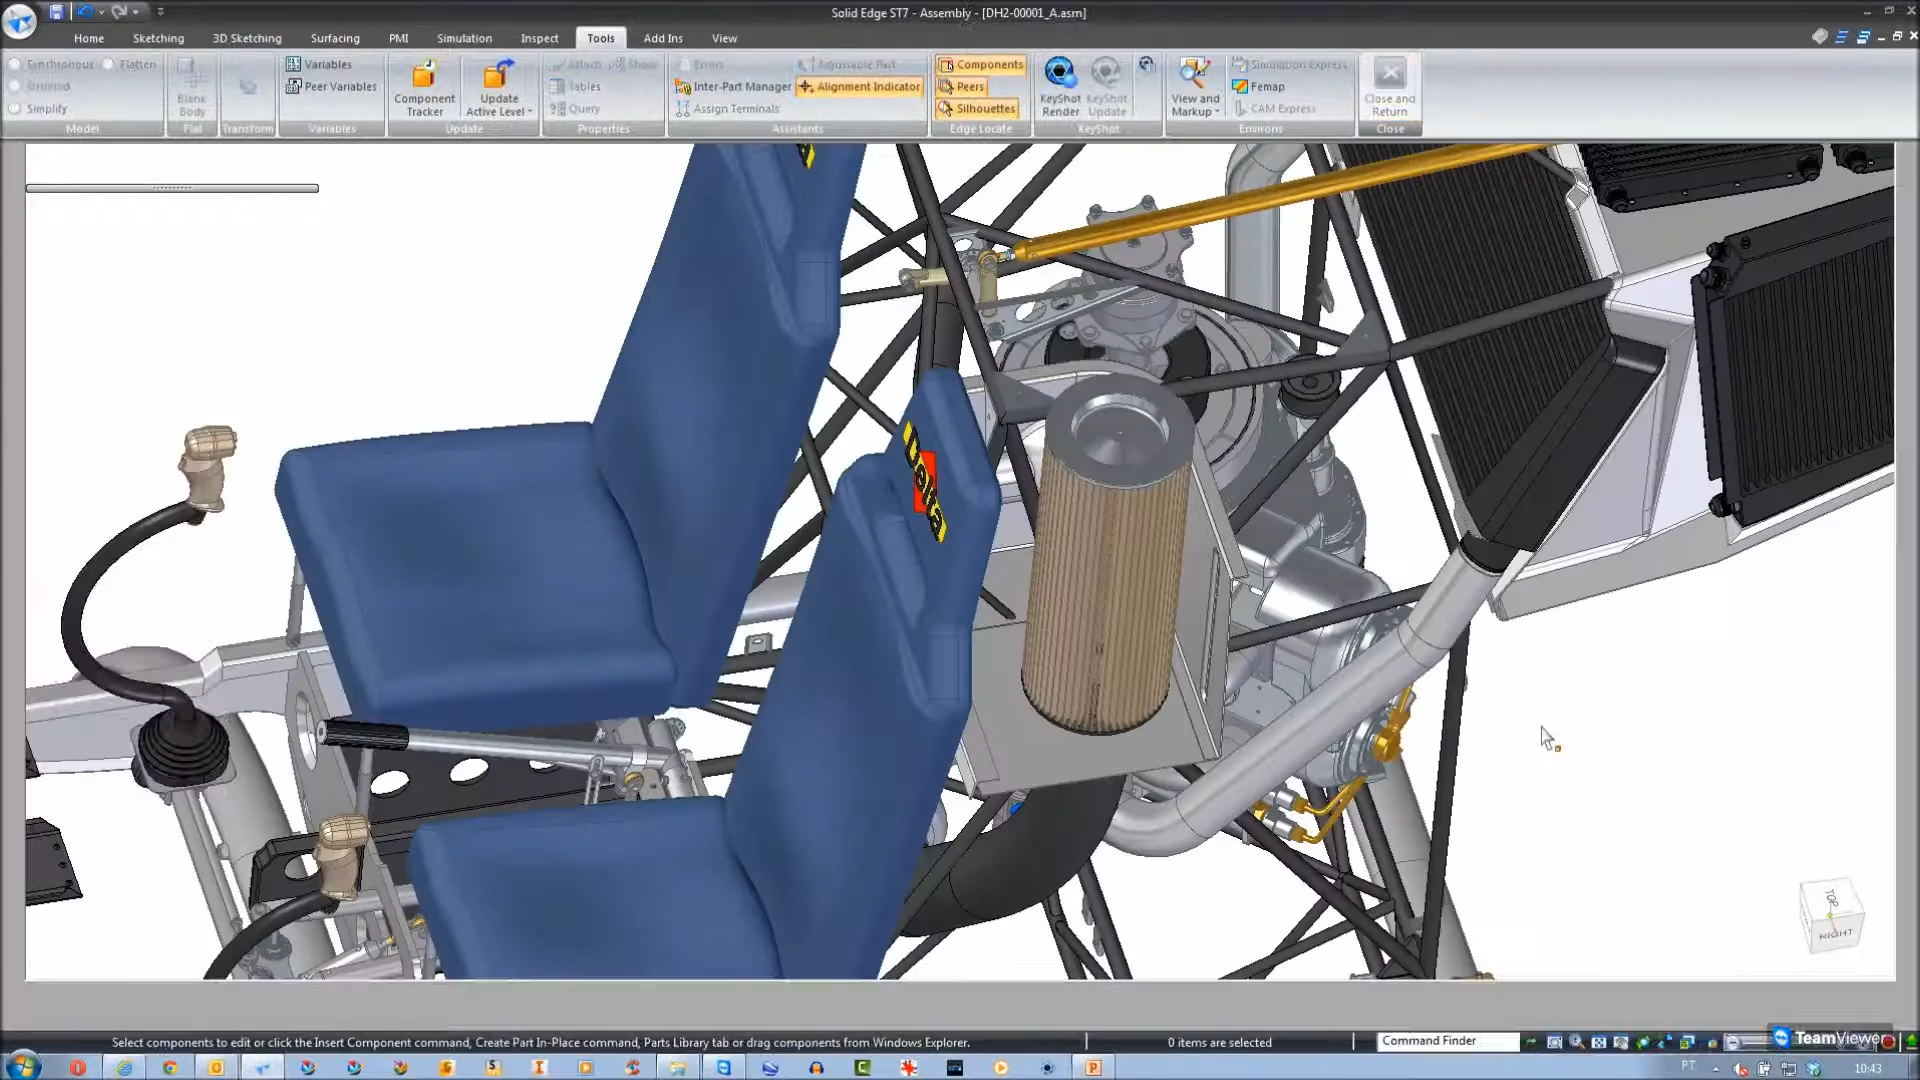 Solid Edge ST7 - Assembly - [DH2-00001_A.asm]
Home Sketching 3D Sketching Surfacing PMI Simulation Inspect Tools Add Ins View
Synchronous Flatten
Ordered
Simplify
Model
Blank Body
Flat
Transform
Variables
Peer Variables
Variables
Component Tracker
Update Active Level
Update
Attach Show
Tables
Query
Properties
Errors Adjustable Part
Inter-Part Manager Alignment Indicator
Assign Terminals
Assistants
Components
Peers
Silhouettes
Edge Locate
KeyShot Render
KeyShot Update
KeyShot
View and Markup
Simulation Express
Femap
CAM Express
Environs
Close and Return
Close
TOP
RIGHT
Select components to edit or click the Insert Component command, Create Part In-Place command, Parts Library tab or drag components from Windows Explorer.
0 items are selected
Command Finder
TeamViewer
PT
10:43